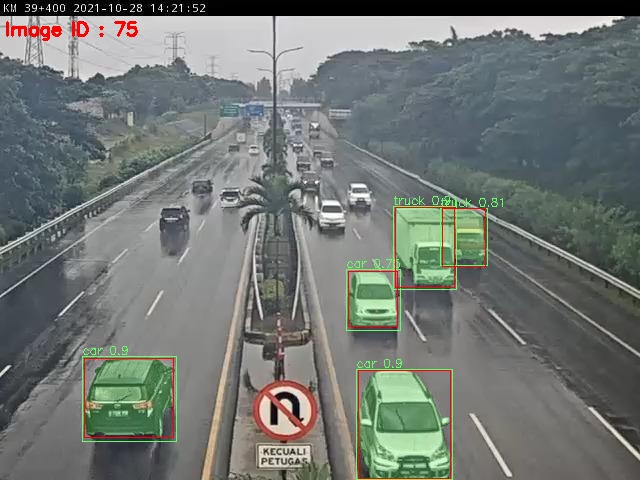 KM 39+400 2021-10-28 14:21:52
Image ID : 75
truck 0.81
car 0.75
car 0.9
car 0.9
KECUALI
PETUGAS